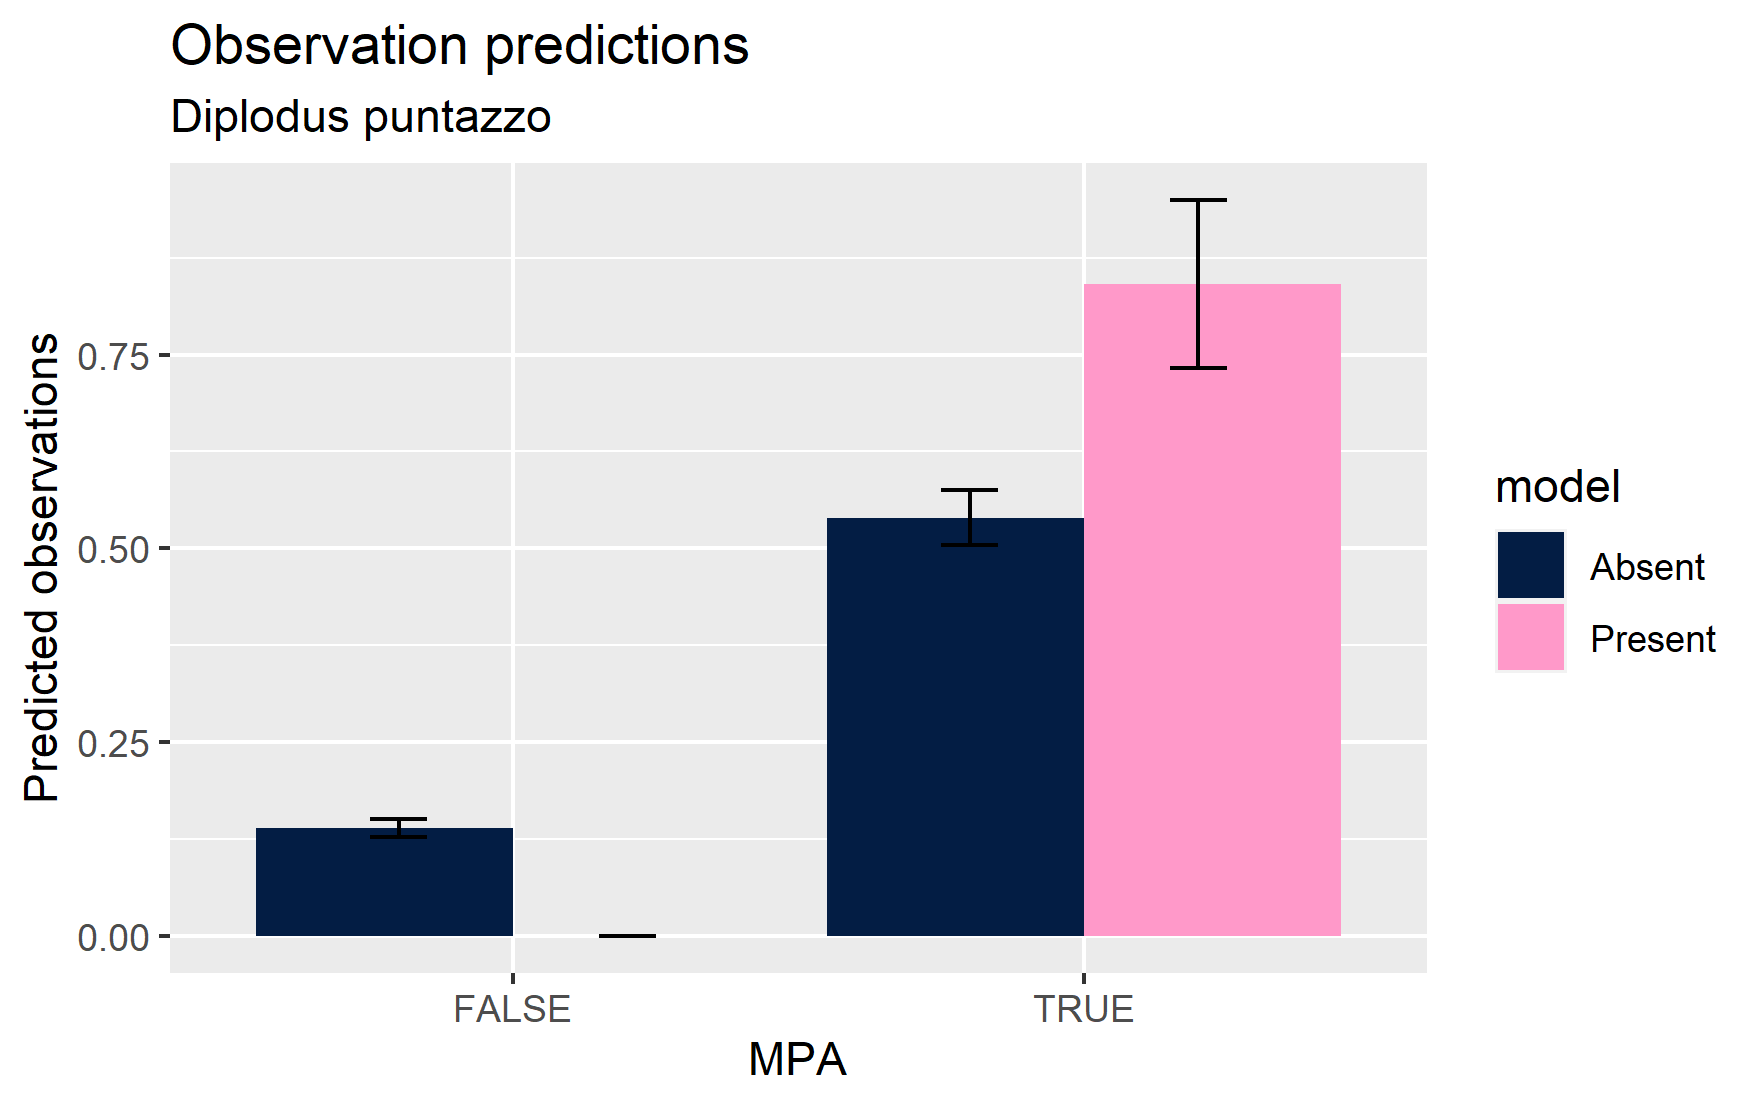 Observation predictions
Diplodus puntazzo
Predicted observations
0.75
0.50
0.25
0.00
FALSE
TRUE
MPA
model
Absent
Present